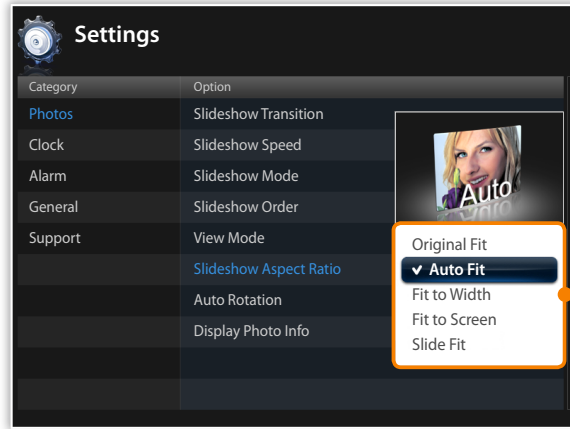 Settings
Category Option
Photos Slideshow Transition
Clock Slideshow Speed
Alarm Slideshow Mode
General Slideshow Order
Support View Mode
Slideshow Aspect Ratio
Auto Rotation
Display Photo Info
Auto
Original Fit
Auto Fit
Fit to Width
Fit to Screen
Slide Fit